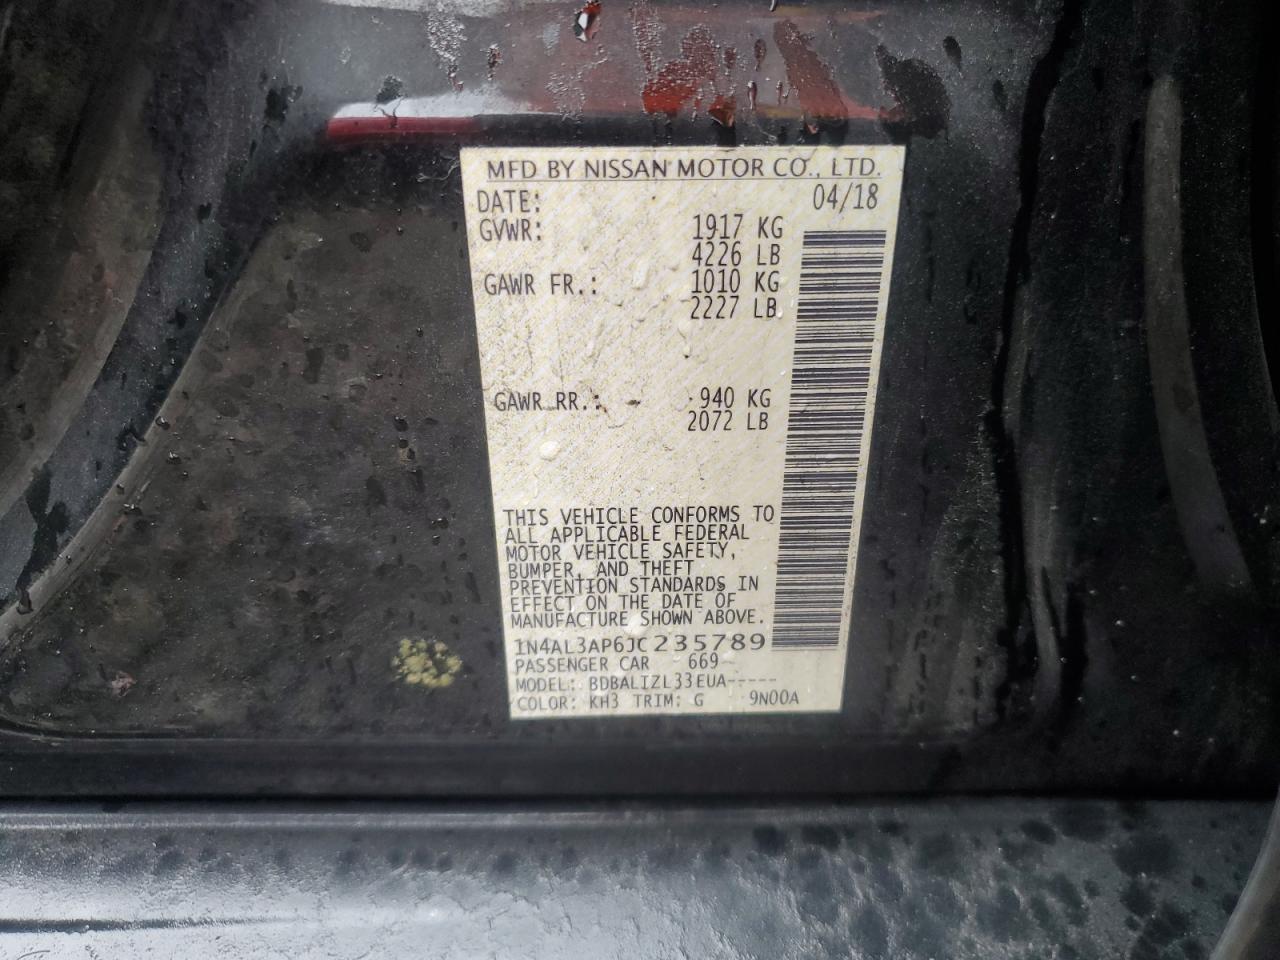 MFD BY NISSAN MOTOR CO., LTD.
DATE: 04/18
GVWR: 1917 KG
4226 LB
GAWR FR.: 1010 KG
2227 LB
GAWR RR.: 940 KG
2072 LB
THIS VEHICLE CONFORMS TO
ALL APPLICABLE FEDERAL
MOTOR VEHICLE SAFETY,
BUMPER, AND THEFT
PREVENTION STANDARDS IN
EFFECT ON THE DATE OF
MANUFACTURE SHOWN ABOVE.
1N4AL3AP6JC235789
PASSENGER CAR 669
MODEL: BDBALIZL33EUA-----
COLOR: KH3 TRIM: G 9N00A